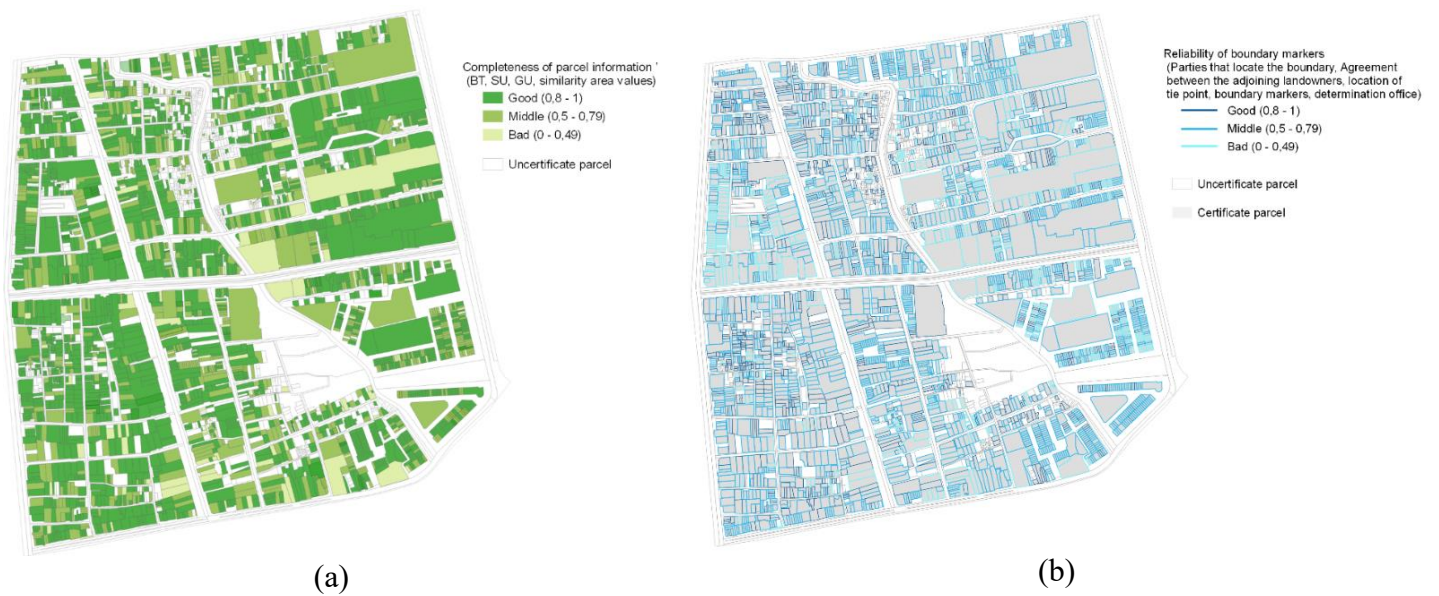 Completeness of parcel information '
(BT, SU, GU, similarity area values)
Good (0,8 - 1)
Middle (0,5 - 0,79)
Bad (0 - 0,49)
Uncertificate parcel
(a)
Reliability of boundary markers
(Parties that locate the boundary, Agreement
between the adjoining landowners, location of
tie point, boundary markers, determination office)
Good (0,8 - 1)
Middle (0,5 - 0,79)
Bad (0 - 0,49)
Uncertificate parcel
Certificate parcel
(b)